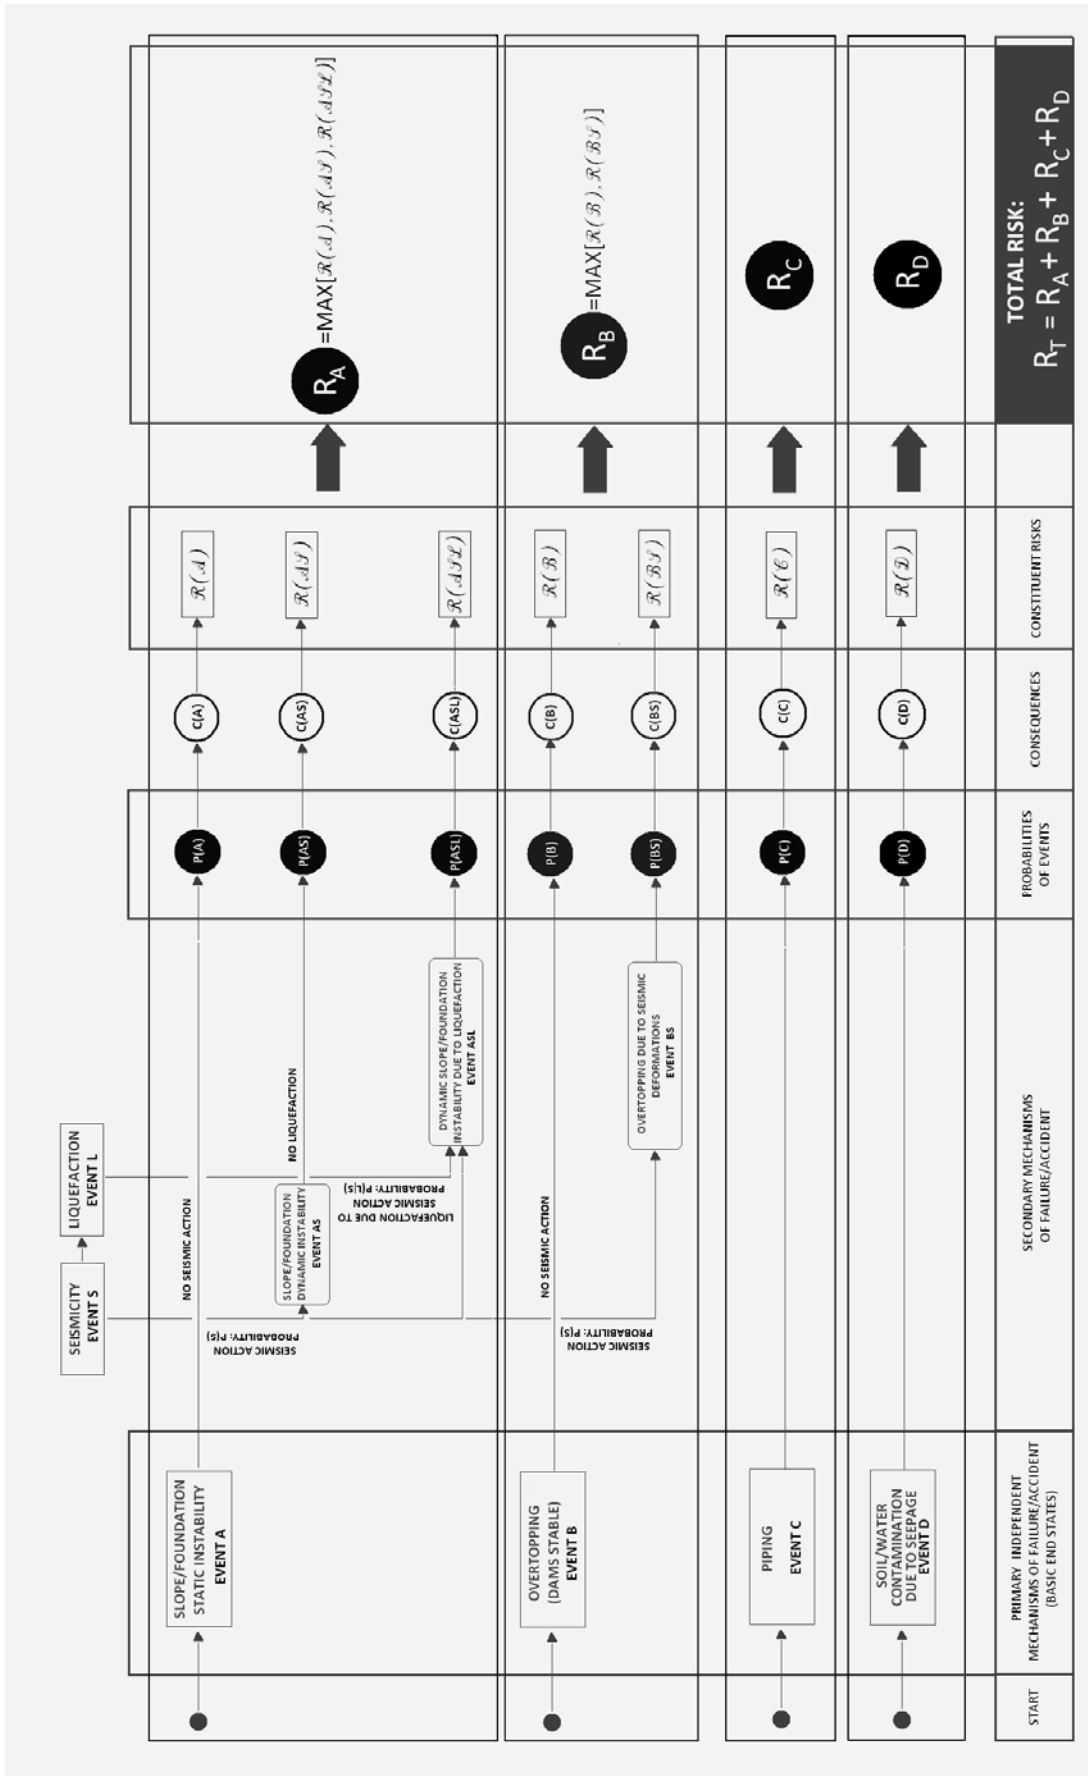 SEISMICITY
EVENT S
LIQUEFACTION
EVENT L
START
PRIMARY INDEPENDENT
MECHANISMS OF FAILURE/ACCIDENT
(BASIC END STATES)
SECONDARY MECHANISMS
OF FAILURE/ACCIDENT
PROBABILITIES
OF EVENTS
CONSEQUENCES
CONSTITUENT RISKS
TOTAL RISK:
R_T = R_A + R_B + R_C + R_D
SLOPE/FOUNDATION
STATIC INSTABILITY
EVENT A
NO SEISMIC ACTION
P(A)
C(A)
ℛ(𝒜)
SEISMIC ACTION
PROBABILITY: P(S)
SLOPE/FOUNDATION
DYNAMIC INSTABILITY
EVENT AS
NO LIQUEFACTION
P(AS)
C(AS)
ℛ(𝒜𝒮)
LIQUEFACTION DUE TO
SEISMIC ACTION
PROBABILITY: P(L/S)
DYNAMIC SLOPE/FOUNDATION
INSTABILITY DUE TO LIQUEFACTION
EVENT ASL
P(ASL)
C(ASL)
ℛ(𝒜𝒮ℒ)
R_A =MAX[ℛ(𝒜),ℛ(𝒜𝒮),ℛ(𝒜𝒮ℒ)]
OVERTOPPING
(DAMS STABLE)
EVENT B
NO SEISMIC ACTION
P(B)
C(B)
ℛ(ℬ)
SEISMIC ACTION
PROBABILITY: P(S)
OVERTOPPING DUE TO SEISMIC
DEFORMATIONS
EVENT BS
P(BS)
C(BS)
ℛ(ℬ𝒮)
R_B =MAX[ℛ(ℬ),ℛ(ℬ𝒮)]
PIPING
EVENT C
P(C)
C(C)
ℛ(𝒞)
R_C
SOIL/WATER
CONTAMINATION
DUE TO SEEPAGE
EVENT D
P(D)
C(D)
ℛ(𝒟)
R_D